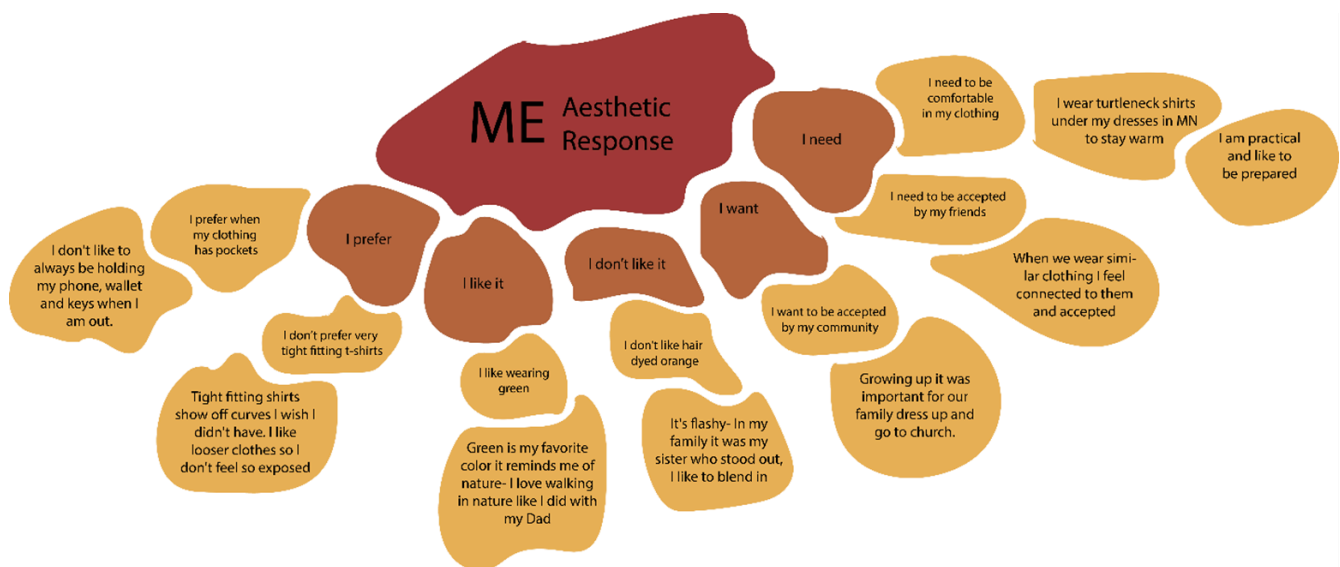 ME Aesthetic
Response
I need
I need to be
comfortable
in my clothing
I wear turtleneck shirts
under my dresses in MN
to stay warm
I am practical
and like to
be prepared
I need to be accepted
by my friends
When we wear simi-
lar clothing I feel
connected to them
and accepted
I want
I want to be accepted
by my community
Growing up it was
important for our
family dress up and
go to church.
I don't like it
I don't like hair
dyed orange
It's flashy- In my
family it was my
sister who stood out,
I like to blend in
I like it
I like wearing
green
Green is my favorite
color it reminds me of
nature- I love walking
in nature like I did with
my Dad
I prefer
I prefer when
my clothing
has pockets
I don't like to
always be holding
my phone, wallet
and keys when I
am out.
I don't prefer very
tight fitting t-shirts
Tight fitting shirts
show off curves I wish I
didn't have. I like
looser clothes so I
don't feel so exposed